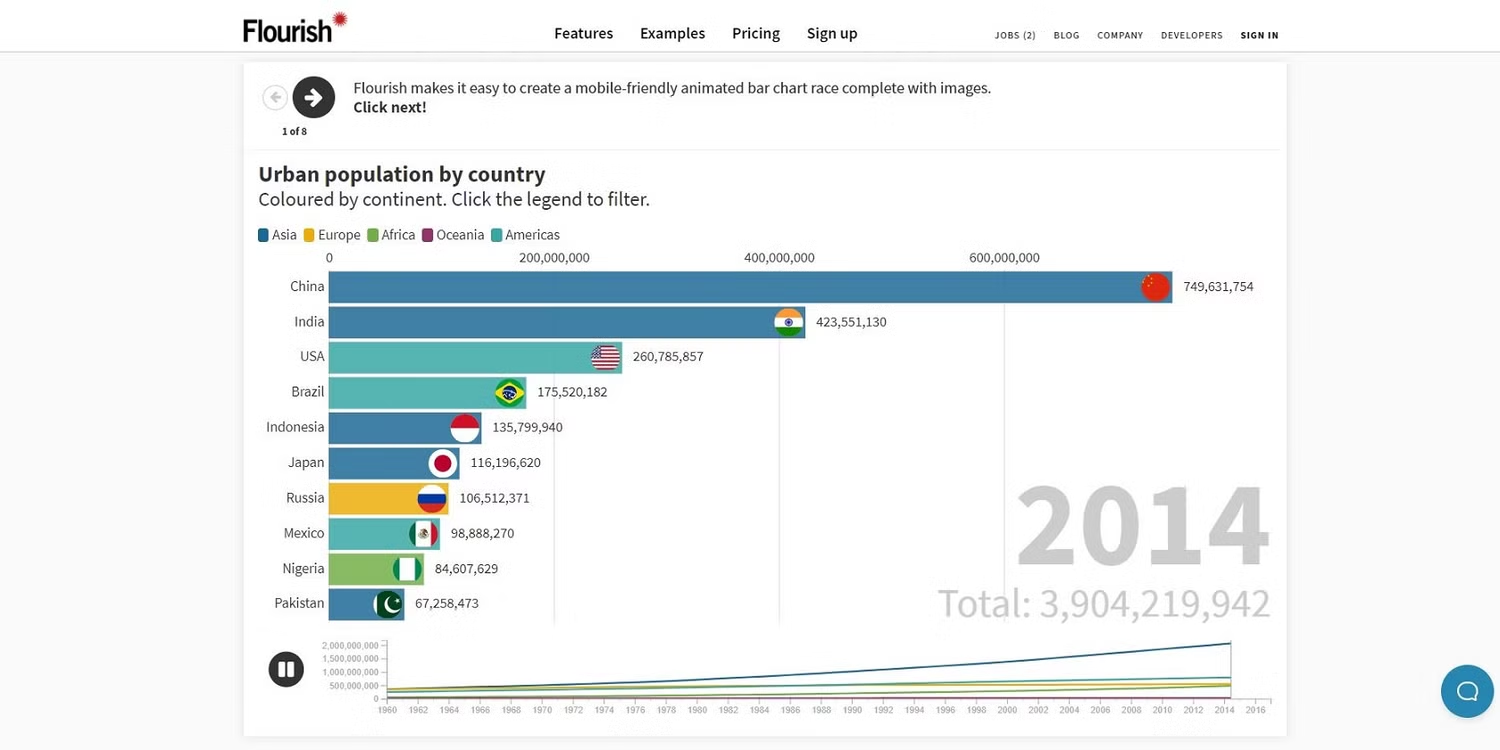 Flourish
Features Examples Pricing Sign up
JOBS (2) BLOG COMPANY DEVELOPERS SIGN IN
Flourish makes it easy to create a mobile-friendly animated bar chart race complete with images.
Click next!
1 of 8
Urban population by country
Coloured by continent. Click the legend to filter.
Asia Europe Africa Oceania Americas
0 200,000,000 400,000,000 600,000,000
China 749,631,754
India 423,551,130
USA 260,785,857
Brazil 175,520,182
Indonesia 135,799,940
Japan 116,196,620
Russia 106,512,371
Mexico 98,888,270
Nigeria 84,607,629
Pakistan 67,258,473
2014
Total: 3,904,219,942
2,000,000,000
1,500,000,000
1,000,000,000
500,000,000
0
1960 1962 1964 1966 1968 1970 1972 1974 1976 1978 1980 1982 1984 1986 1988 1990 1992 1994 1996 1998 2000 2002 2004 2006 2008 2010 2012 2014 2016